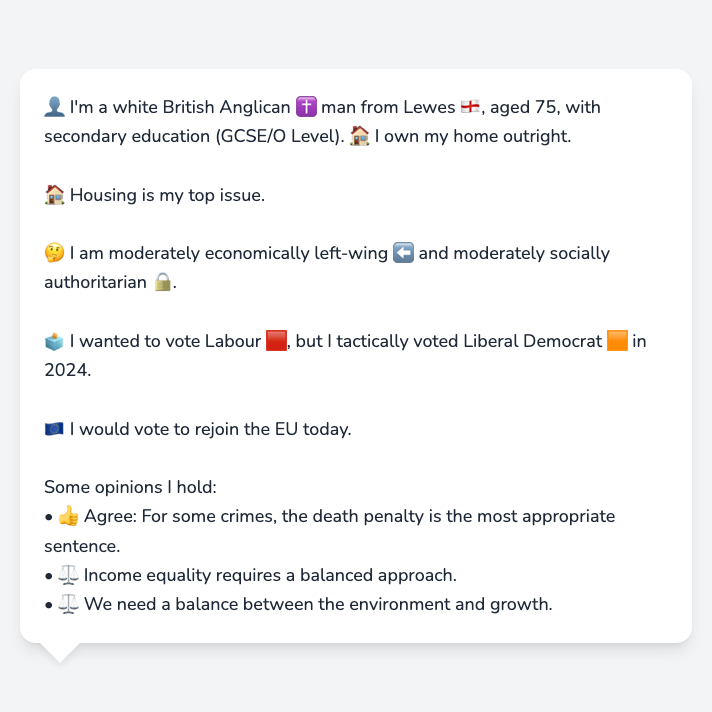 👤 I'm a white British Anglican ✝️ man from Lewes 🏴󠁧󠁢󠁥󠁮󠁧󠁿, aged 75, with
secondary education (GCSE/O Level). 🏠 I own my home outright.
🏠 Housing is my top issue.
🤔 I am moderately economically left-wing ⬅️ and moderately socially
authoritarian 🔒.
🗳️ I wanted to vote Labour 🟥, but I tactically voted Liberal Democrat 🟧 in
2024.
🇪🇺 I would vote to rejoin the EU today.
Some opinions I hold:
• 👍 Agree: For some crimes, the death penalty is the most appropriate
sentence.
• ⚖️ Income equality requires a balanced approach.
• ⚖️ We need a balance between the environment and growth.